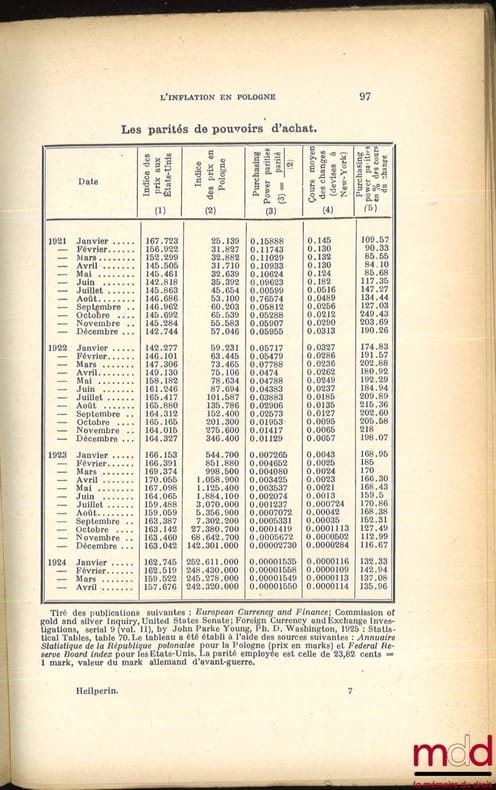 L'INFLATION EN POLOGNE 97
Les parités de pouvoirs d'achat.
Date
Indice des prix aux États-Unis (1)
Indice des prix en Pologne (2)
Purchasing Power parities (3) = parité (2) (3)
Cours moyen des changes (devises à New-York) (4)
Purchasing power parities en % des cours du change (5)
1921 Janvier ..... 167.723 25.139 0.15888 0.145 109.57
— Février...... 156.922 31.827 0.11743 0.130 90.33
— Mars ........ 152.299 32.882 0.11029 0.132 85.55
— Avril ....... 145.505 31.710 0.10933 0.130 84.10
— Mai ........ 145.461 32.639 0.10624 0.124 85.68
— Juin ....... 142.818 35.392 0.09623 0.182 117.35
— Juillet ...... 145.863 45.654 0.00599 0.0516 147.27
— Août........ 146.686 53.100 0.76574 0.0489 134.44
— Septembre .. 146.962 60.203 0.05812 0.0256 127.03
— Octobre .... 145.692 65.539 0.05288 0.0212 249.43
— Novembre .. 145.284 55.583 0.05907 0.0290 203.69
— Décembre ... 142.744 57.046 0.05955 0.0313 190.26
1922 Janvier ..... 142.277 59.231 0.05717 0.0327 174.83
— Février...... 146.101 63.445 0.05479 0.0286 191.57
— Mars ....... 147.306 73.465 0.07788 0.0236 202.88
— Avril ....... 149.130 75.106 0.0474 0.0262 180.92
— Mai ........ 158.182 78.634 0.04788 0.0249 192.29
— Juin ....... 161.246 87.694 0.04383 0.0237 184.94
— Juillet ...... 165.417 101.587 0.03883 0.0185 209.89
— Août ....... 165.880 135.786 0.02906 0.0135 215.36
— Septembre .. 164.312 152.400 0.02573 0.0127 202.60
— Octobre .... 165.165 201.300 0.01953 0.0095 205.58
— Novembre .. 164.015 275.600 0.01417 0.0065 218
— Décembre ... 164.327 346.400 0.01129 0.0057 198.07
1923 Janvier ..... 166.153 544.700 0.007265 0.0043 168.95
— Février...... 166.391 851.880 0.004652 0.0025 185
— Mars ....... 169.374 998.500 0.004080 0.0024 170
— Avril ....... 170.055 1.058.900 0.003425 0.0023 166.30
— Mai ........ 167.098 1.125.400 0.003537 0.0021 168.43
— Juin ....... 164.065 1.884.100 0.002074 0.0013 159.5
— Juillet ...... 159.488 3.070.000 0.001237 0.000724 170.86
— Août........ 159.059 5.356.900 0.0007072 0.00042 168.38
— Septembre .. 163.387 7.302.200 0.0005331 0.00035 152.31
— Octobre .... 163.142 27.380.700 0.0001419 0.0001113 127.49
— Novembre .. 163.460 68.642.700 0.0005672 0.0000502 112.99
— Décembre ... 163.042 142.301.000 0.00002730 0.0000284 116.67
1924 Janvier ..... 162.745 252.611.000 0.00001535 0.0000116 132.33
— Février...... 162.519 248.430.000 0.00001558 0.0000109 142.94
— Mars ....... 159.522 245.278.000 0.00001549 0.0000113 137.08
— Avril ....... 157.676 242.320.000 0.00001550 0.0000114 135.96
Tiré des publications suivantes : European Currency and Finance; Commission of
gold and silver Inquiry, United States Senate; Foreign Currency and Exchange Inves-
tigations, serial 9 (vol. II), by John Parke Young, Ph. D. Washington, 1925 : Statis-
tical Tables, table 70. Le tableau a été établi à l'aide des sources suivantes : Annuaire
Statistique de la République polonaise pour la Pologne (prix en marks) et Federal Re-
serve Board index pour les Etats-Unis. La parité employée est celle de 23,82 cents =
1 mark, valeur du mark allemand d'avant-guerre.
Heilperin. 7
mdd
la mémoire du droit